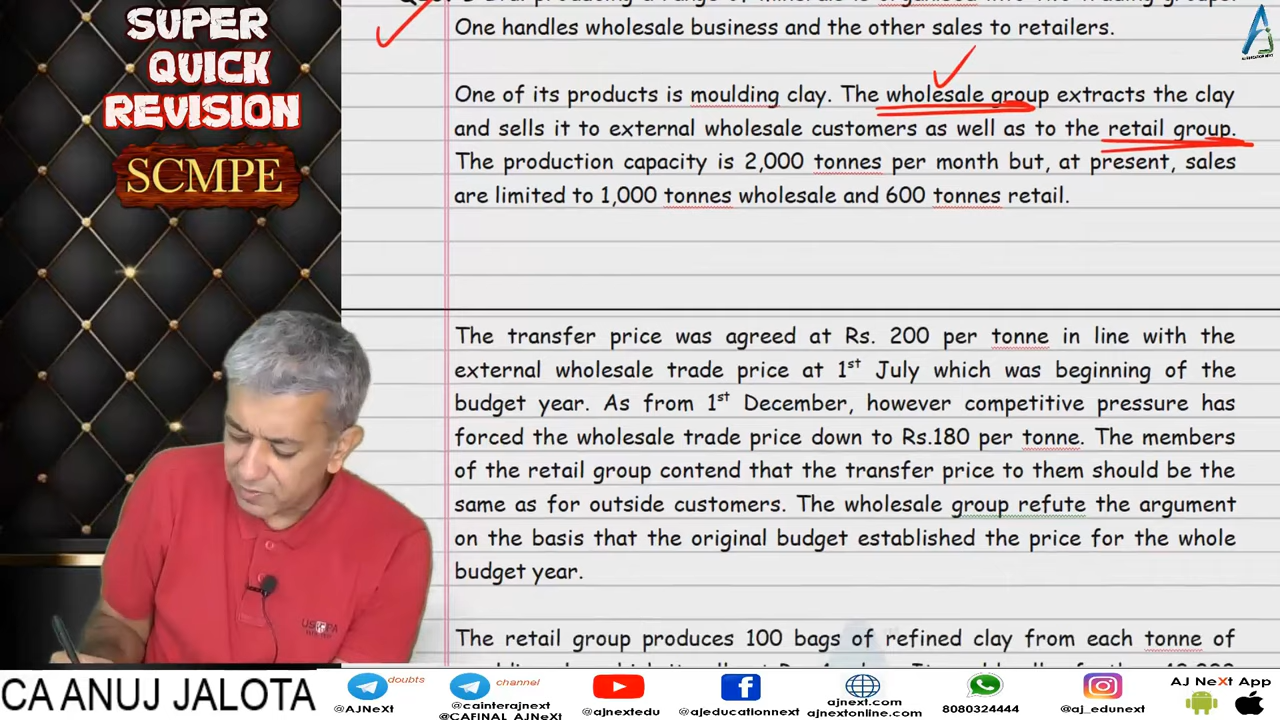 SUPER
QUICK
REVISION
SCMPE
One handles wholesale business and the other sales to retailers.
One of its products is moulding clay. The wholesale group extracts the clay
and sells it to external wholesale customers as well as to the retail group.
The production capacity is 2,000 tonnes per month but, at present, sales
are limited to 1,000 tonnes wholesale and 600 tonnes retail.
The transfer price was agreed at Rs. 200 per tonne in line with the
external wholesale trade price at 1st July which was beginning of the
budget year. As from 1st December, however competitive pressure has
forced the wholesale trade price down to Rs.180 per tonne. The members
of the retail group contend that the transfer price to them should be the
same as for outside customers. The wholesale group refute the argument
on the basis that the original budget established the price for the whole
budget year.
The retail group produces 100 bags of refined clay from each tonne of
CA ANUJ JALOTA
doubts
@AJNeXt
channel
@cainterajnext
@CAFINAL_AJNeXt
@ajnextedu
@ajeducationnext
ajnext.com
ajnextonline.com
8080324444
@aj_edunext
AJ NeXt App